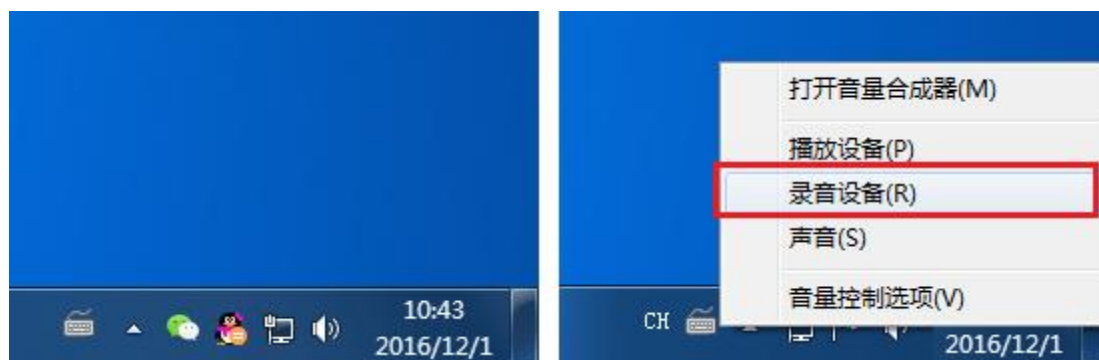 10:43
2016/12/1
打开音量合成器(M)
播放设备(P)
录音设备(R)
声音(S)
音量控制选项(V)
CH
2016/12/1